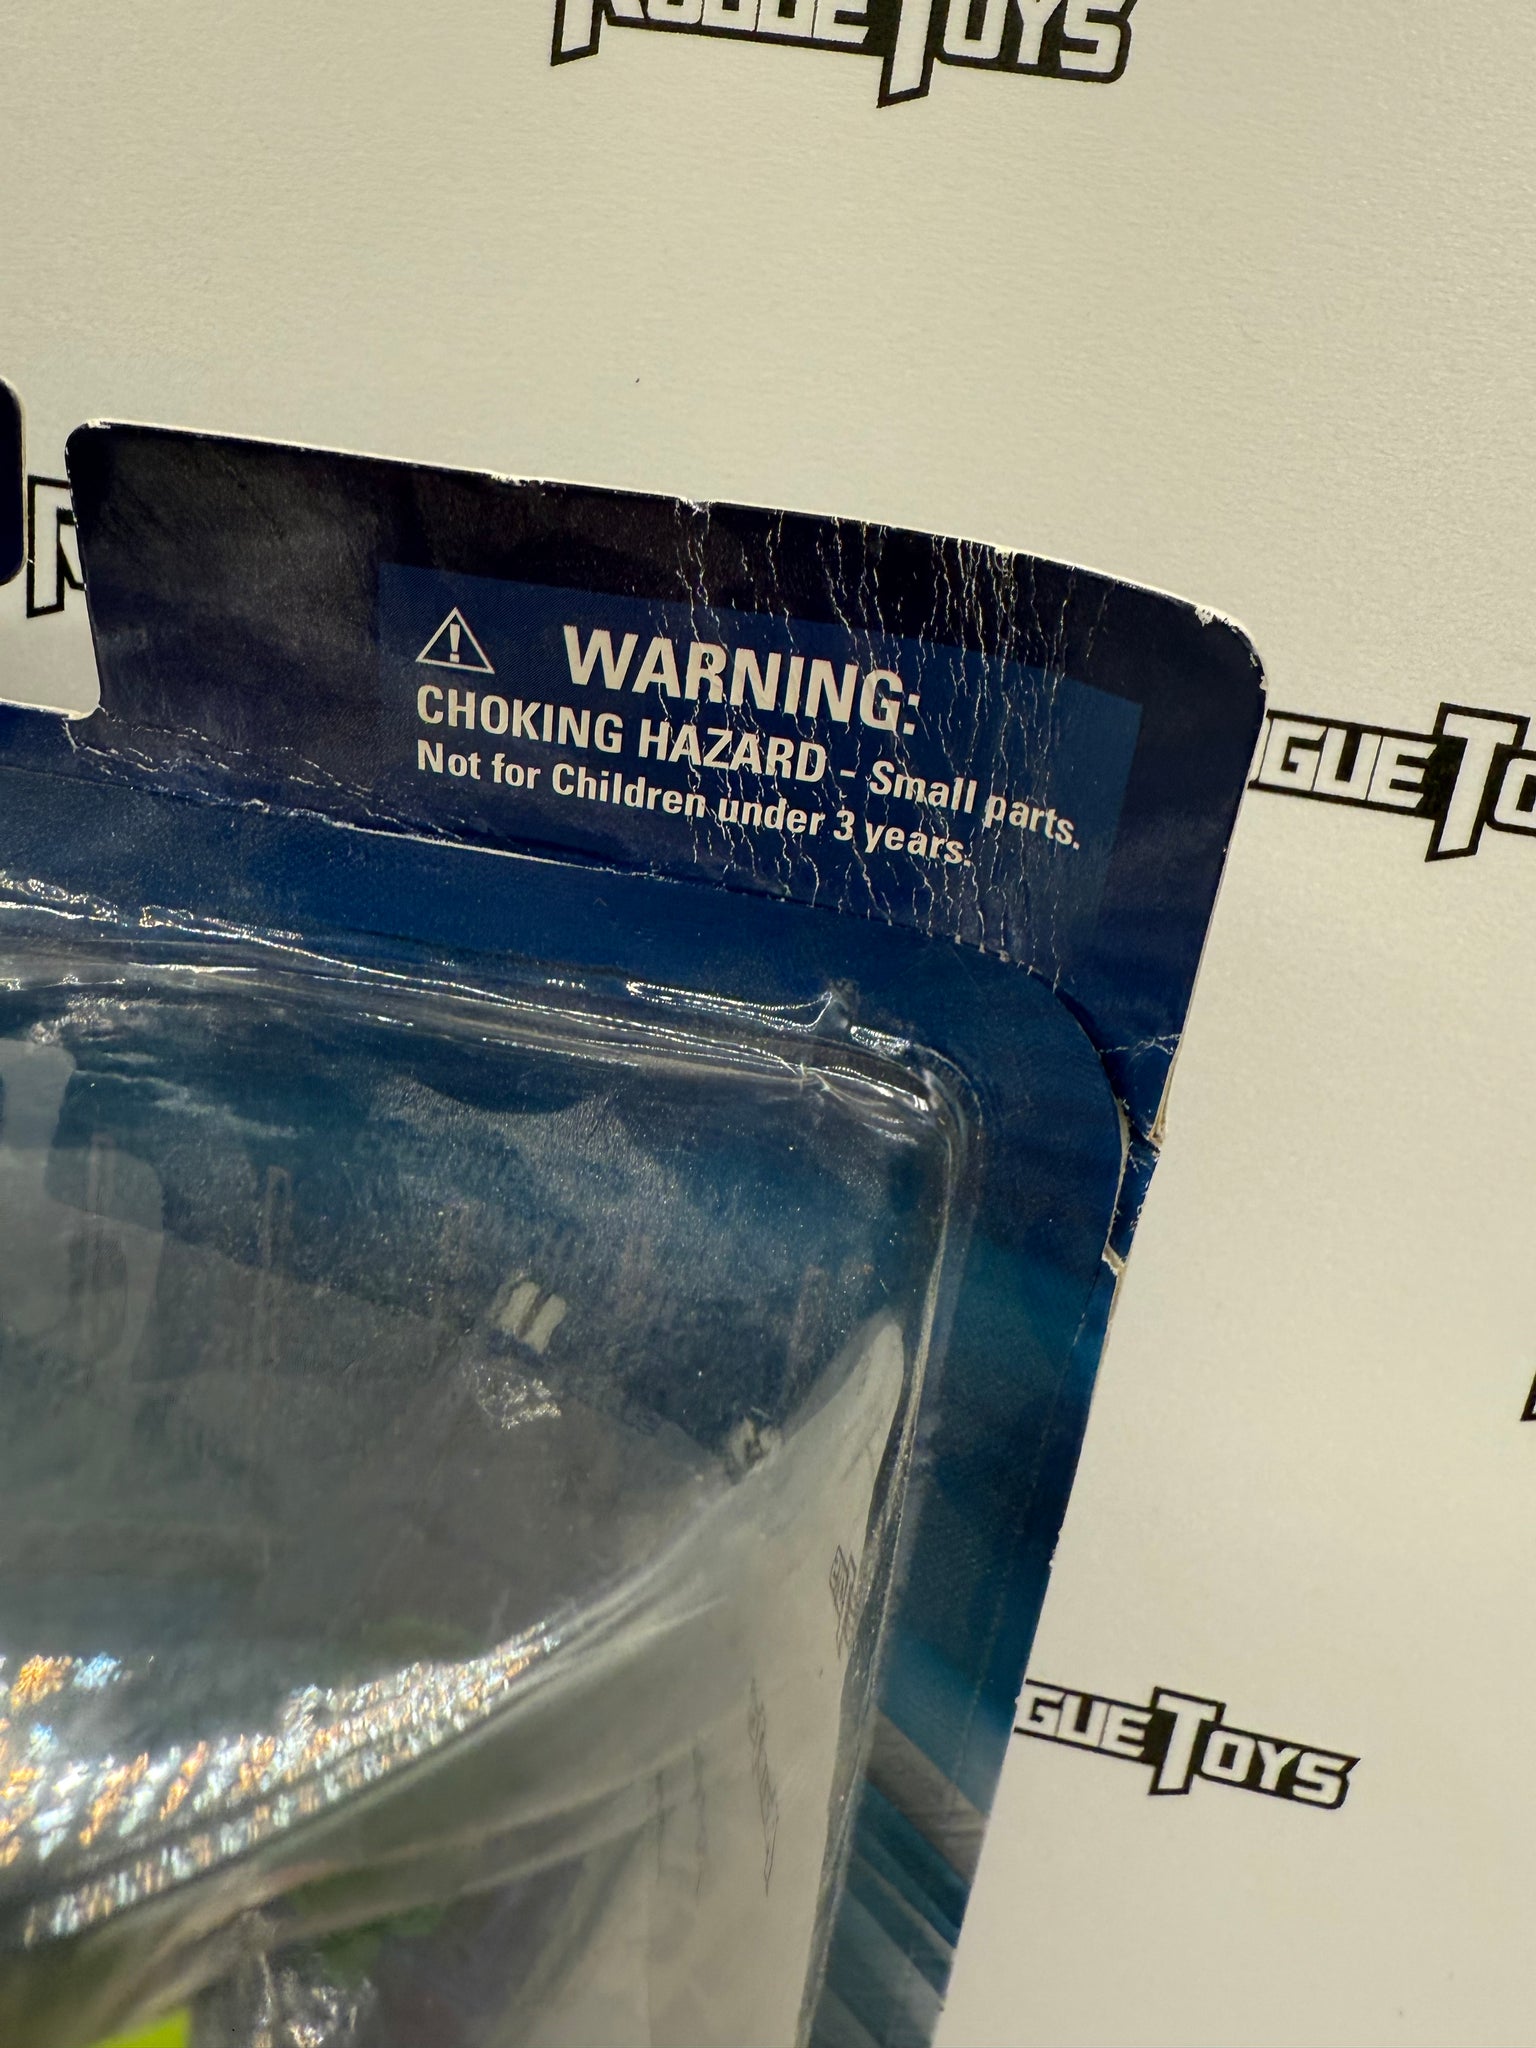 ROGUE TOYS
WARNING:
CHOKING HAZARD - Small parts.
Not for Children under 3 years.
GUE TO
GUE TOYS